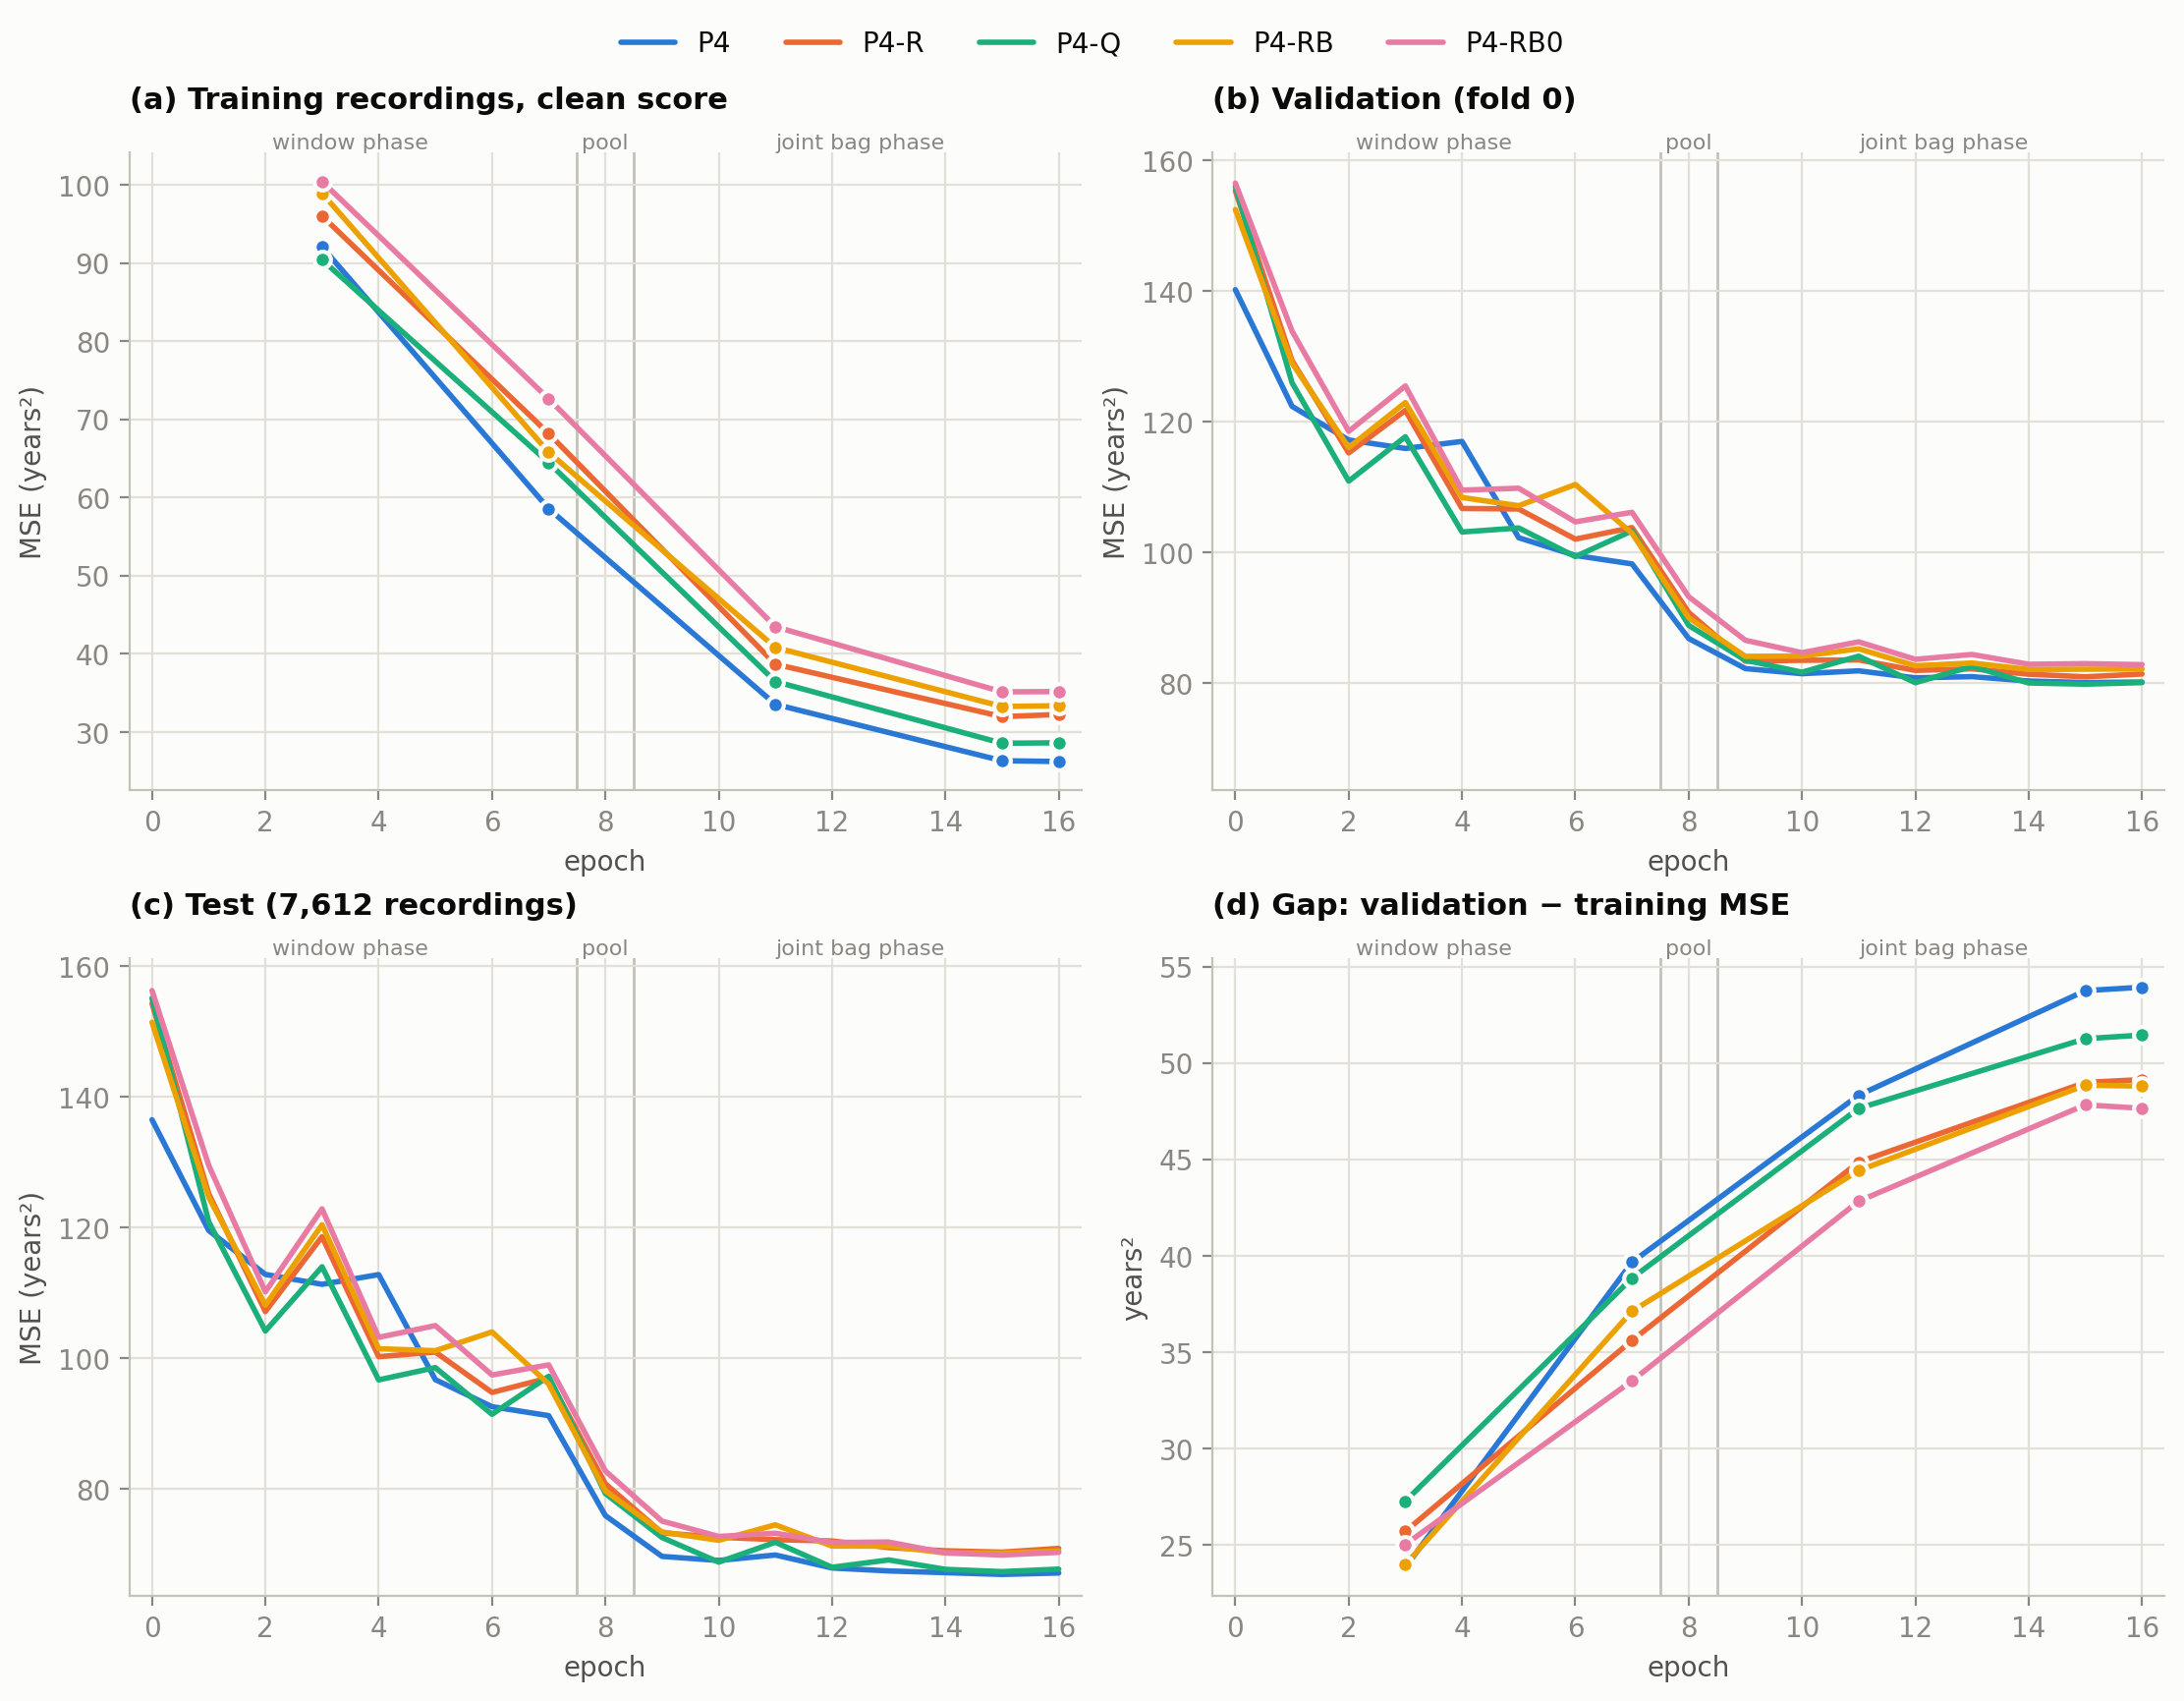 P4 P4-R P4-Q P4-RB P4-RB0
(a) Training recordings, clean score
window phase pool joint bag phase
MSE (years²)
100
90
80
70
60
50
40
30
0 2 4 6 8 10 12 14 16
epoch
(b) Validation (fold 0)
window phase pool joint bag phase
MSE (years²)
160
140
120
100
80
0 2 4 6 8 10 12 14 16
epoch
(c) Test (7,612 recordings)
window phase pool joint bag phase
MSE (years²)
160
140
120
100
80
0 2 4 6 8 10 12 14 16
epoch
(d) Gap: validation − training MSE
window phase pool joint bag phase
years²
55
50
45
40
35
30
25
0 2 4 6 8 10 12 14 16
epoch